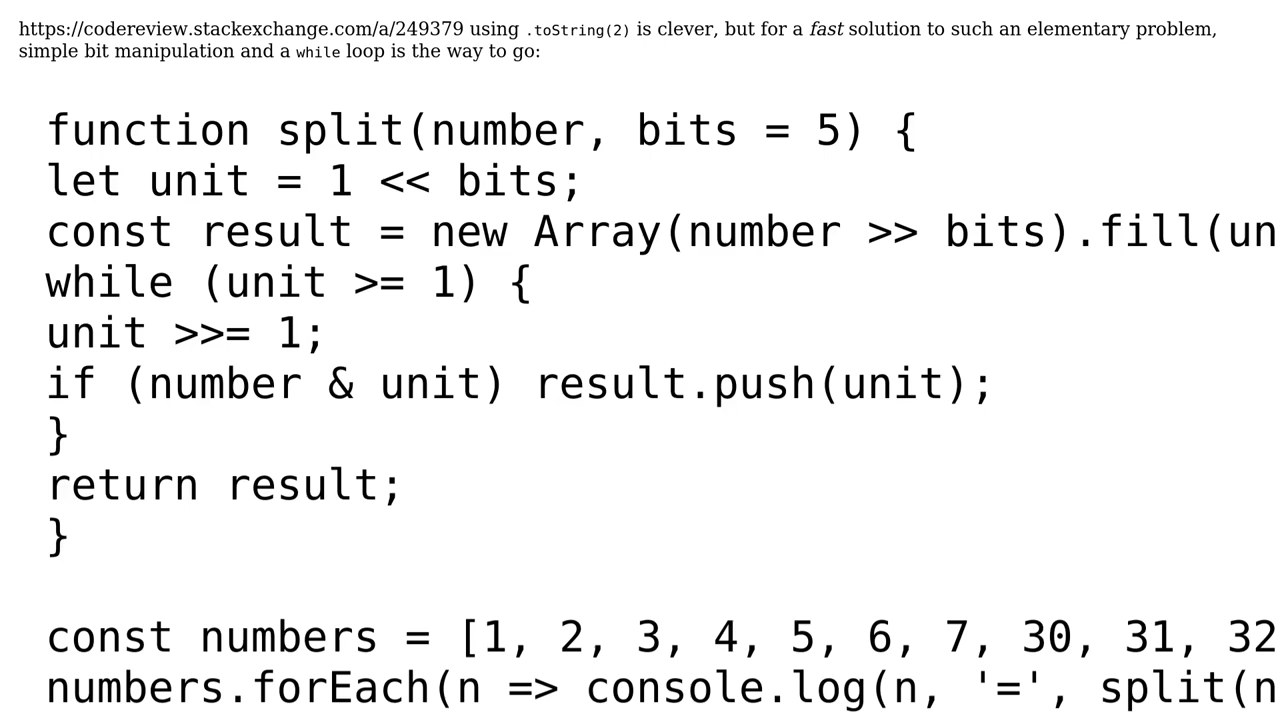 https://codereview.stackexchange.com/a/249379 using .toString(2) is clever, but for a fast solution to such an elementary problem,
simple bit manipulation and a while loop is the way to go:
function split(number, bits = 5) {
let unit = 1 << bits;
const result = new Array(number >> bits).fill(un
while (unit >= 1) {
unit >>= 1;
if (number & unit) result.push(unit);
}
return result;
}
const numbers = [1, 2, 3, 4, 5, 6, 7, 30, 31, 32
numbers.forEach(n => console.log(n, '=', split(n